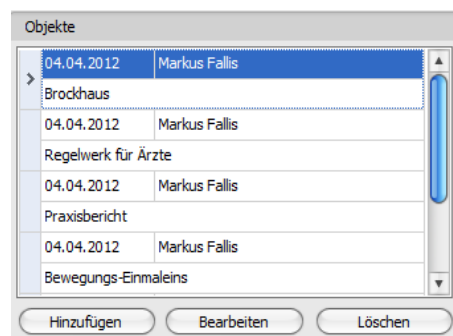 Objekte
04.04.2012 Markus Fallis
Brockhaus
04.04.2012 Markus Fallis
Regelwerk für Ärzte
04.04.2012 Markus Fallis
Praxisbericht
04.04.2012 Markus Fallis
Bewegungs-Einmaleins
Hinzufügen Bearbeiten Löschen